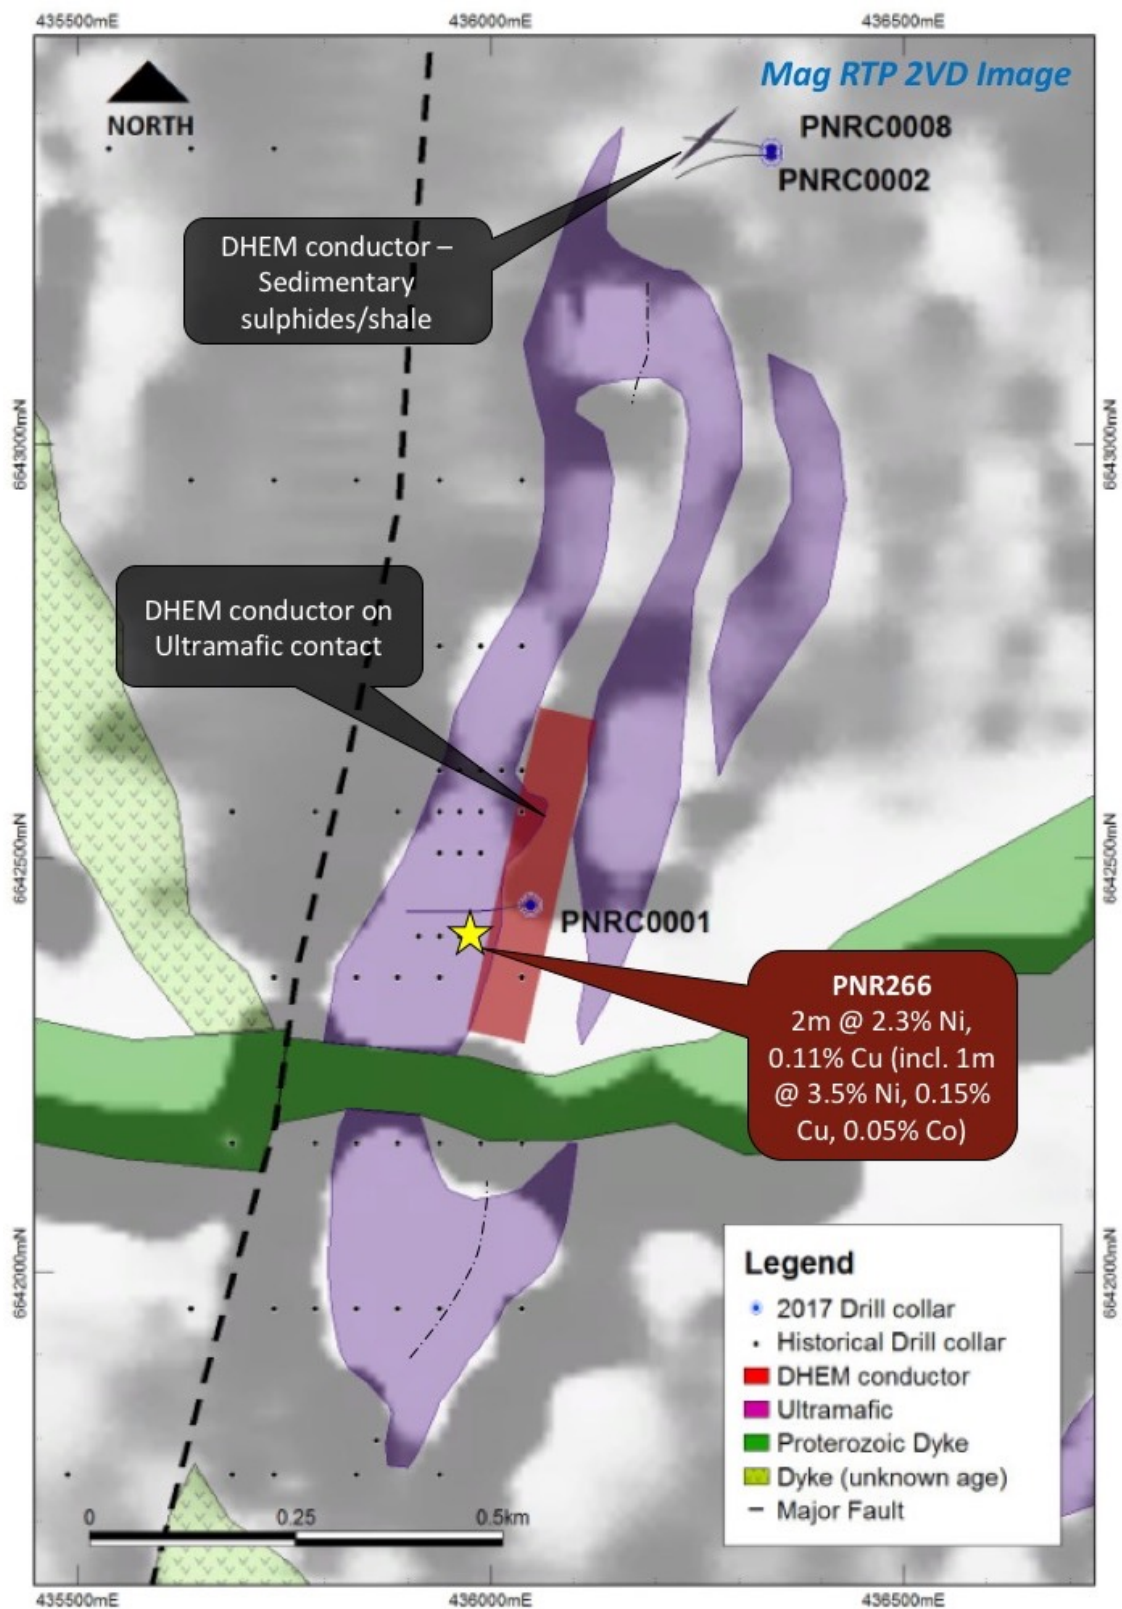 435500mE
436000mE
436500mE
Mag RTP 2VD Image
NORTH
PNRC0008
PNRC0002
DHEM conductor –
Sedimentary
sulphides/shale
6643000mN
6643000mN
DHEM conductor on
Ultramafic contact
6642500mN
6642500mN
PNRC0001
PNR266
2m @ 2.3% Ni,
0.11% Cu (incl. 1m
@ 3.5% Ni, 0.15%
Cu, 0.05% Co)
6642000mN
6642000mN
Legend
2017 Drill collar
Historical Drill collar
DHEM conductor
Ultramafic
Proterozoic Dyke
Dyke (unknown age)
Major Fault
0 0.25 0.5km
435500mE
436000mE
436500mE